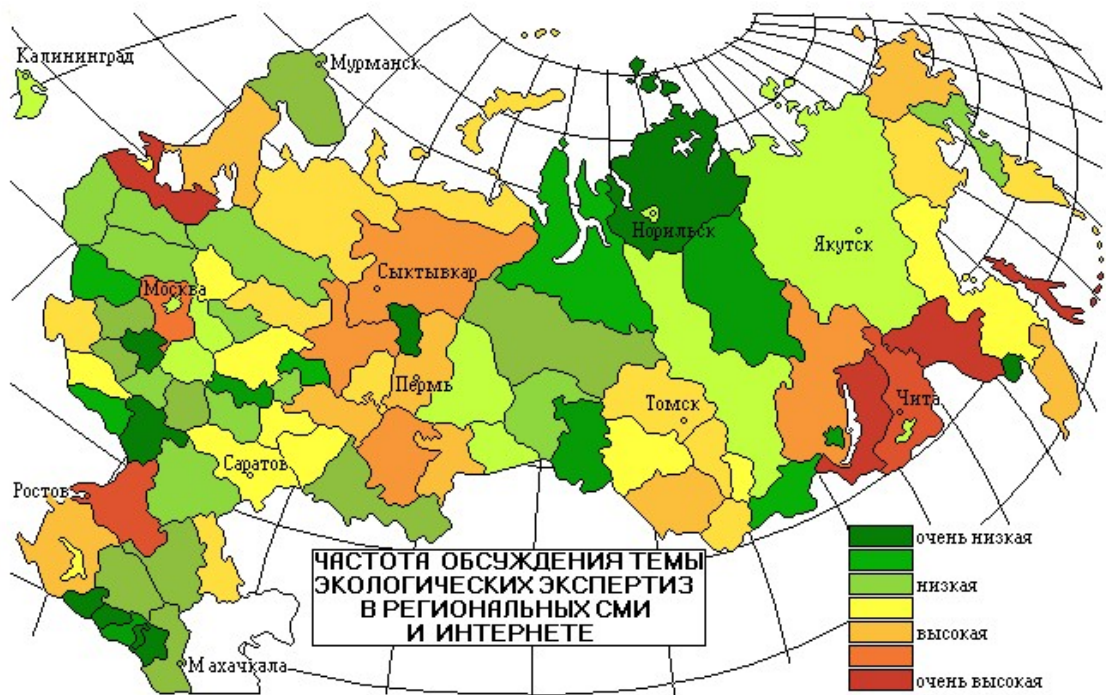 Калининград
Мурманск
Норильск
Якутск
Сыктывкар
Москва
Пермь
Томск
Чита
Саратов
Ростов
Махачкала
ЧАСТОТА ОБСУЖДЕНИЯ ТЕМЫ
ЭКОЛОГИЧЕСКИХ ЭКСПЕРТИЗ
В РЕГИОНАЛЬНЫХ СМИ
И ИНТЕРНЕТЕ
очень низкая
низкая
высокая
очень высокая